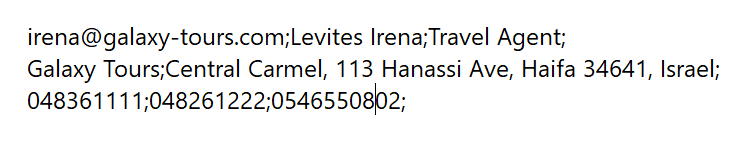 irena@galaxy-tours.com;Levites Irena;Travel Agent;
Galaxy Tours;Central Carmel, 113 Hanassi Ave, Haifa 34641, Israel;
048361111;048261222;0546550802;